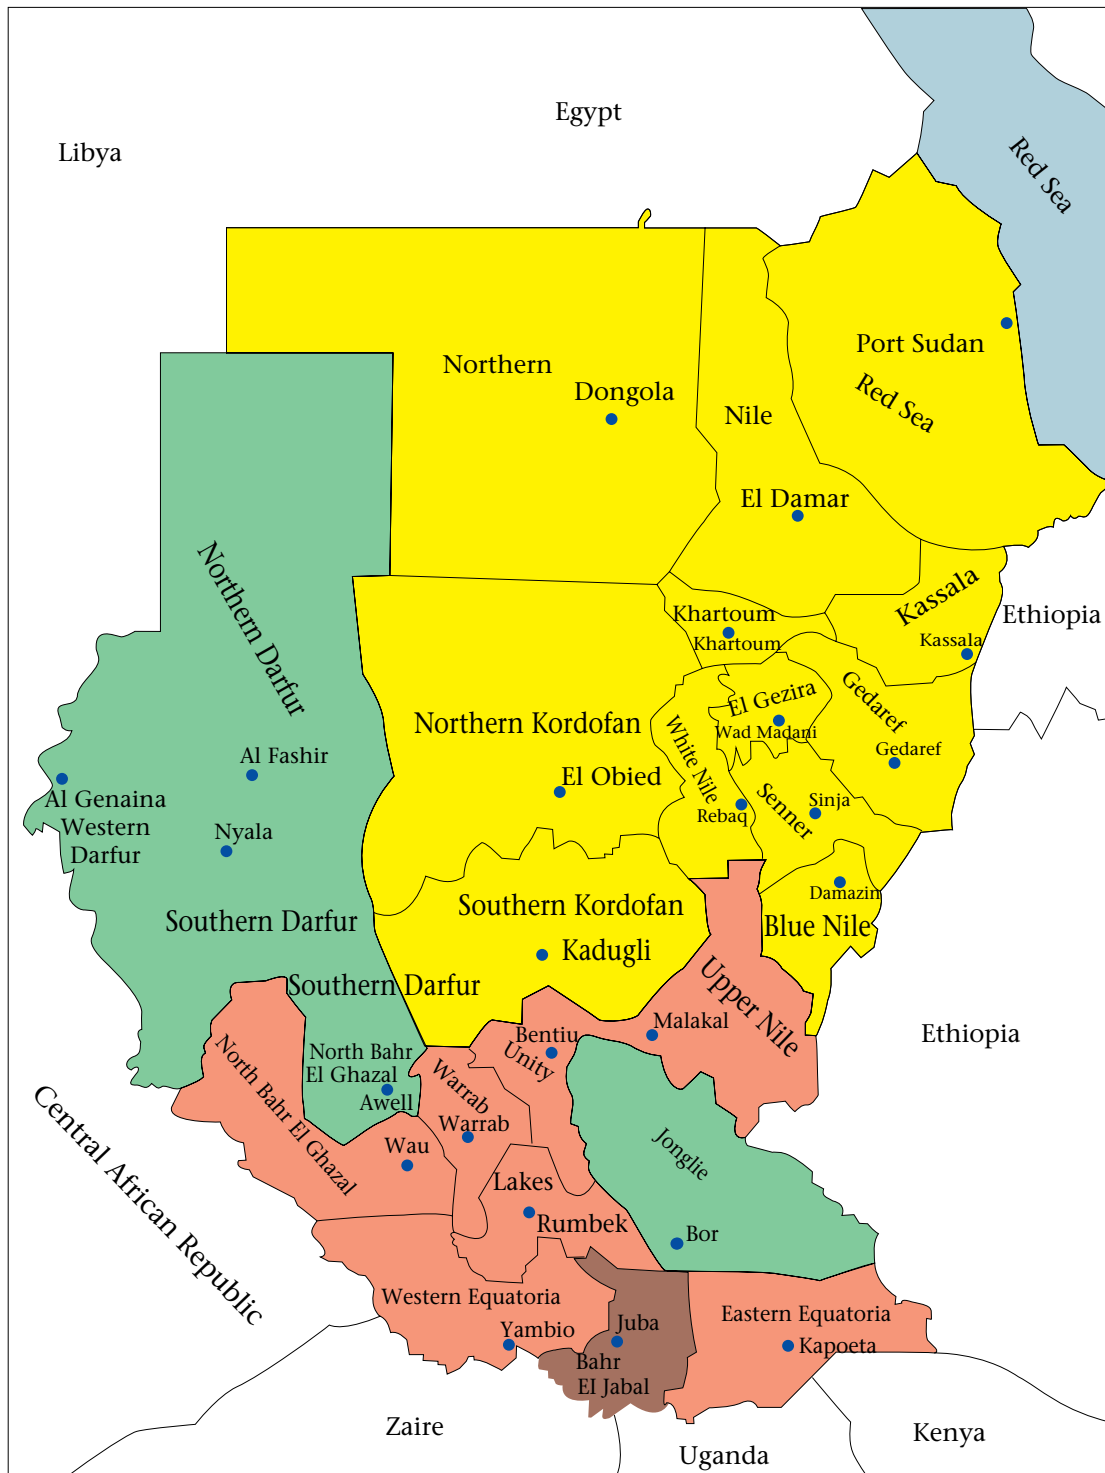 Egypt
Libya
Red Sea
Port Sudan
Red Sea
Northern
Dongola
Nile
El Damar
Northern Darfur
Kassala
Kassala
Ethiopia
Khartoum
Khartoum
Gedaref
Gedaref
El Gezira
Wad Madani
Northern Kordofan
El Obied
White Nile
Rebaq
Senner
Sinja
Al Fashir
Al Genaina
Western
Darfur
Nyala
Damazin
Blue Nile
Southern Kordofan
Kadugli
Southern Darfur
Southern Darfur
Upper Nile
Malakal
Ethiopia
Bentiu
Unity
North Bahr
El Ghazal
Awell
North Bahr El Ghazal
Warrab
Warrab
Wau
Jonglie
Bor
Lakes
Rumbek
Central African Republic
Western Equatoria
Yambio
Juba
Bahr
EI Jabal
Eastern Equatoria
Kapoeta
Zaire
Uganda
Kenya